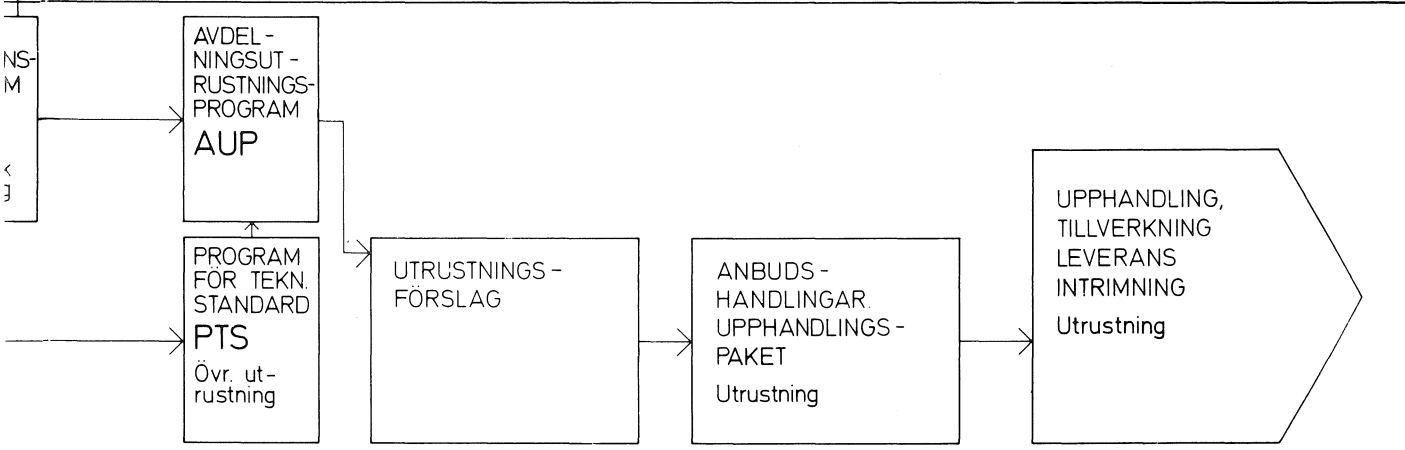 NS-
M
g
AVDEL-
NINGSUT-
RUSTNINGS-
PROGRAM
AUP
PROGRAM
FÖR TEKN.
STANDARD
PTS
Övr. ut-
rustning
UTRUSTNINGS-
FÖRSLAG
ANBUDS-
HANDLINGAR.
UPPHANDLINGS-
PAKET
Utrustning
UPPHANDLING,
TILLVERKNING
LEVERANS
INTRIMNING
Utrustning